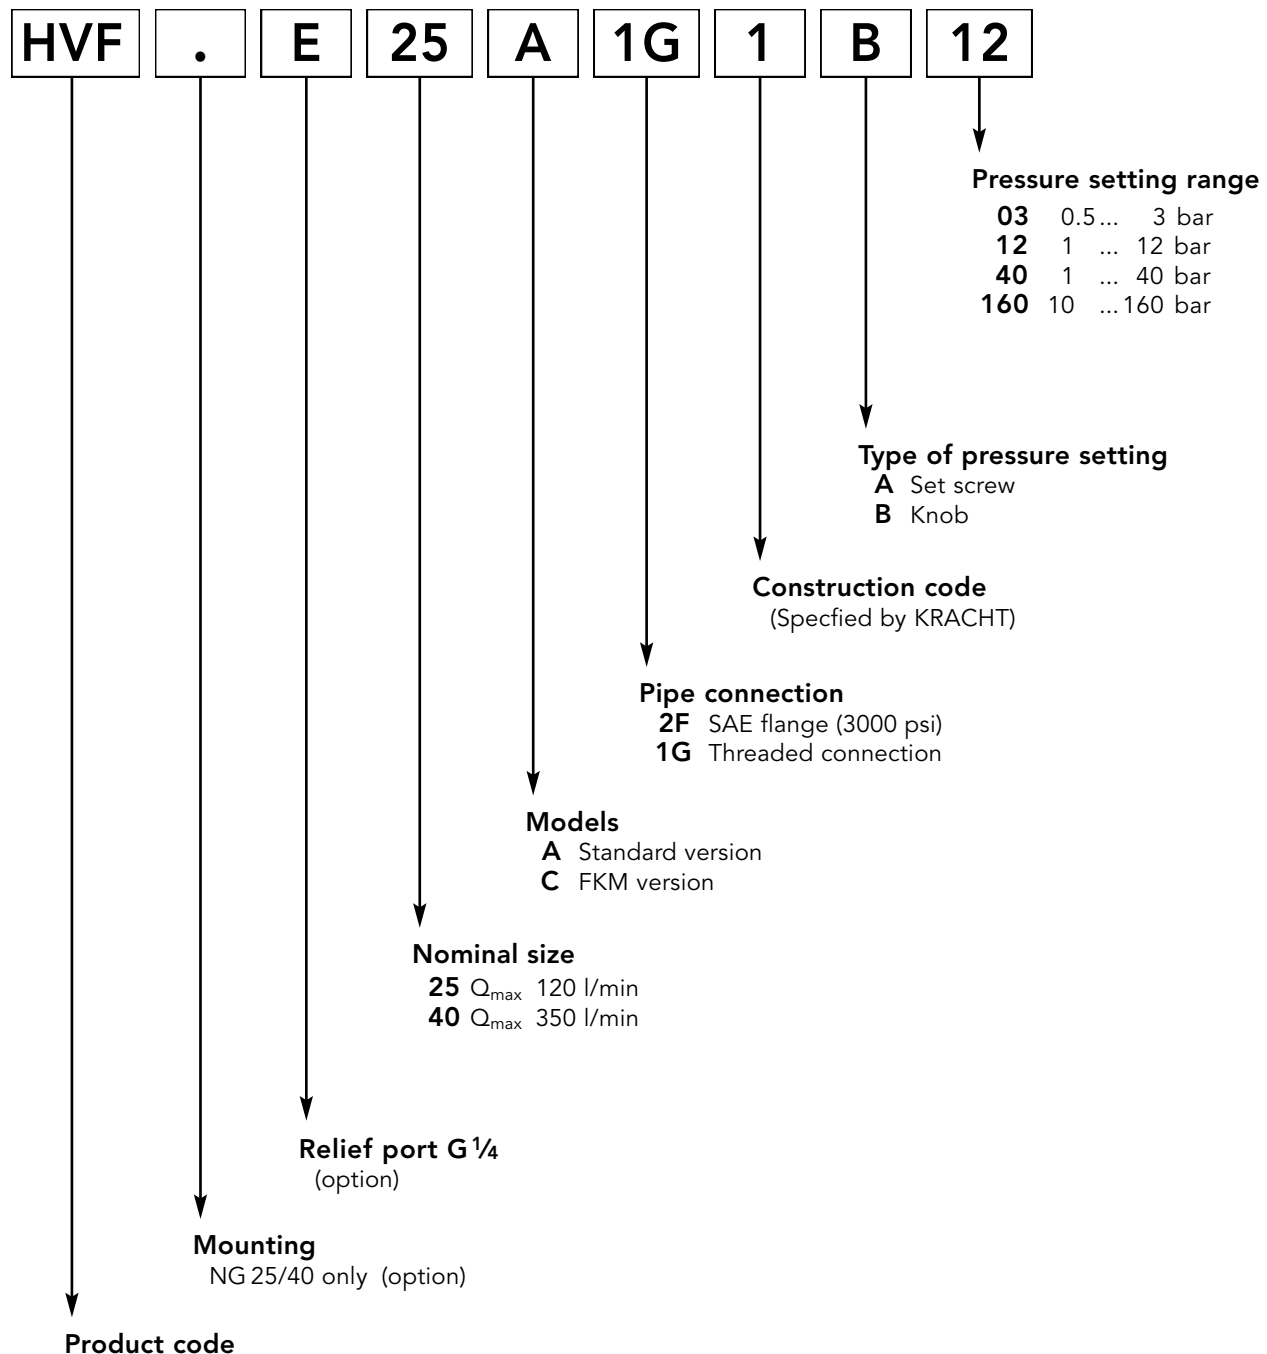 HVF . E 25 A 1G 1 B 12
Pressure setting range
03 0.5... 3 bar
12 1 ... 12 bar
40 1 ... 40 bar
160 10 ... 160 bar
Type of pressure setting
A Set screw
B Knob
Construction code
(Specfied by KRACHT)
Pipe connection
2F SAE flange (3000 psi)
1G Threaded connection
Models
A Standard version
C FKM version
Nominal size
25 Qmax 120 l/min
40 Qmax 350 l/min
Relief port G 1/4
(option)
Mounting
NG 25/40 only (option)
Product code